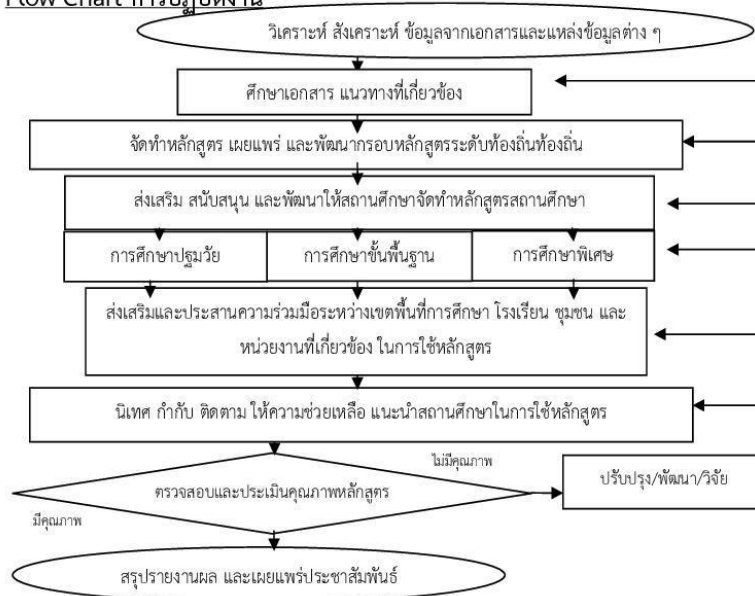 Flow Chart การปฏิบัติงาน
วิเคราะห์ สังเคราะห์ ข้อมูลจากเอกสารและแหล่งข้อมูลต่าง ๆ
ศึกษาเอกสาร แนวทางที่เกี่ยวข้อง
จัดทำหลักสูตร เผยแพร่ และพัฒนากรอบหลักสูตรระดับท้องถิ่นท้องถิ่น
ส่งเสริม สนับสนุน และพัฒนาให้สถานศึกษาจัดทำหลักสูตรสถานศึกษา
การศึกษาปฐมวัย
การศึกษาขั้นพื้นฐาน
การศึกษาพิเศษ
ส่งเสริมและประสานความร่วมมือระหว่างเขตพื้นที่การศึกษา โรงเรียน ชุมชน และ
หน่วยงานที่เกี่ยวข้อง ในการใช้หลักสูตร
นิเทศ กำกับ ติดตาม ให้ความช่วยเหลือ แนะนำสถานศึกษาในการใช้หลักสูตร
ไม่มีคุณภาพ
ตรวจสอบและประเมินคุณภาพหลักสูตร
ปรับปรุง/พัฒนา/วิจัย
มีคุณภาพ
สรุปรายงานผล และเผยแพร่ประชาสัมพันธ์